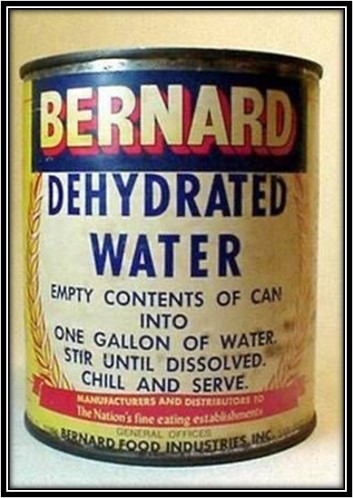 BERNARD
DEHYDRATED
WATER
EMPTY CONTENTS OF CAN
INTO
ONE GALLON OF WATER.
STIR UNTIL DISSOLVED.
CHILL AND SERVE.
MANUFACTURERS AND DISTRIBUTORS TO
The Nation's fine eating establishments
GENERAL OFFICES
BERNARD FOOD INDUSTRIES, INC.